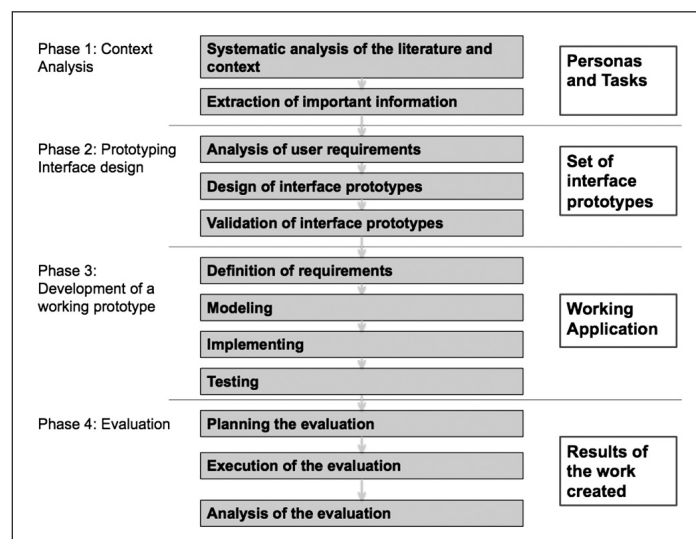 Phase 1: Context
Analysis
Systematic analysis of the literature and
context
Extraction of important information
Personas
and Tasks
Phase 2: Prototyping
Interface design
Analysis of user requirements
Design of interface prototypes
Validation of interface prototypes
Set of
interface
prototypes
Phase 3:
Development of a
working prototype
Definition of requirements
Modeling
Implementing
Testing
Working
Application
Phase 4: Evaluation
Planning the evaluation
Execution of the evaluation
Analysis of the evaluation
Results of
the work
created